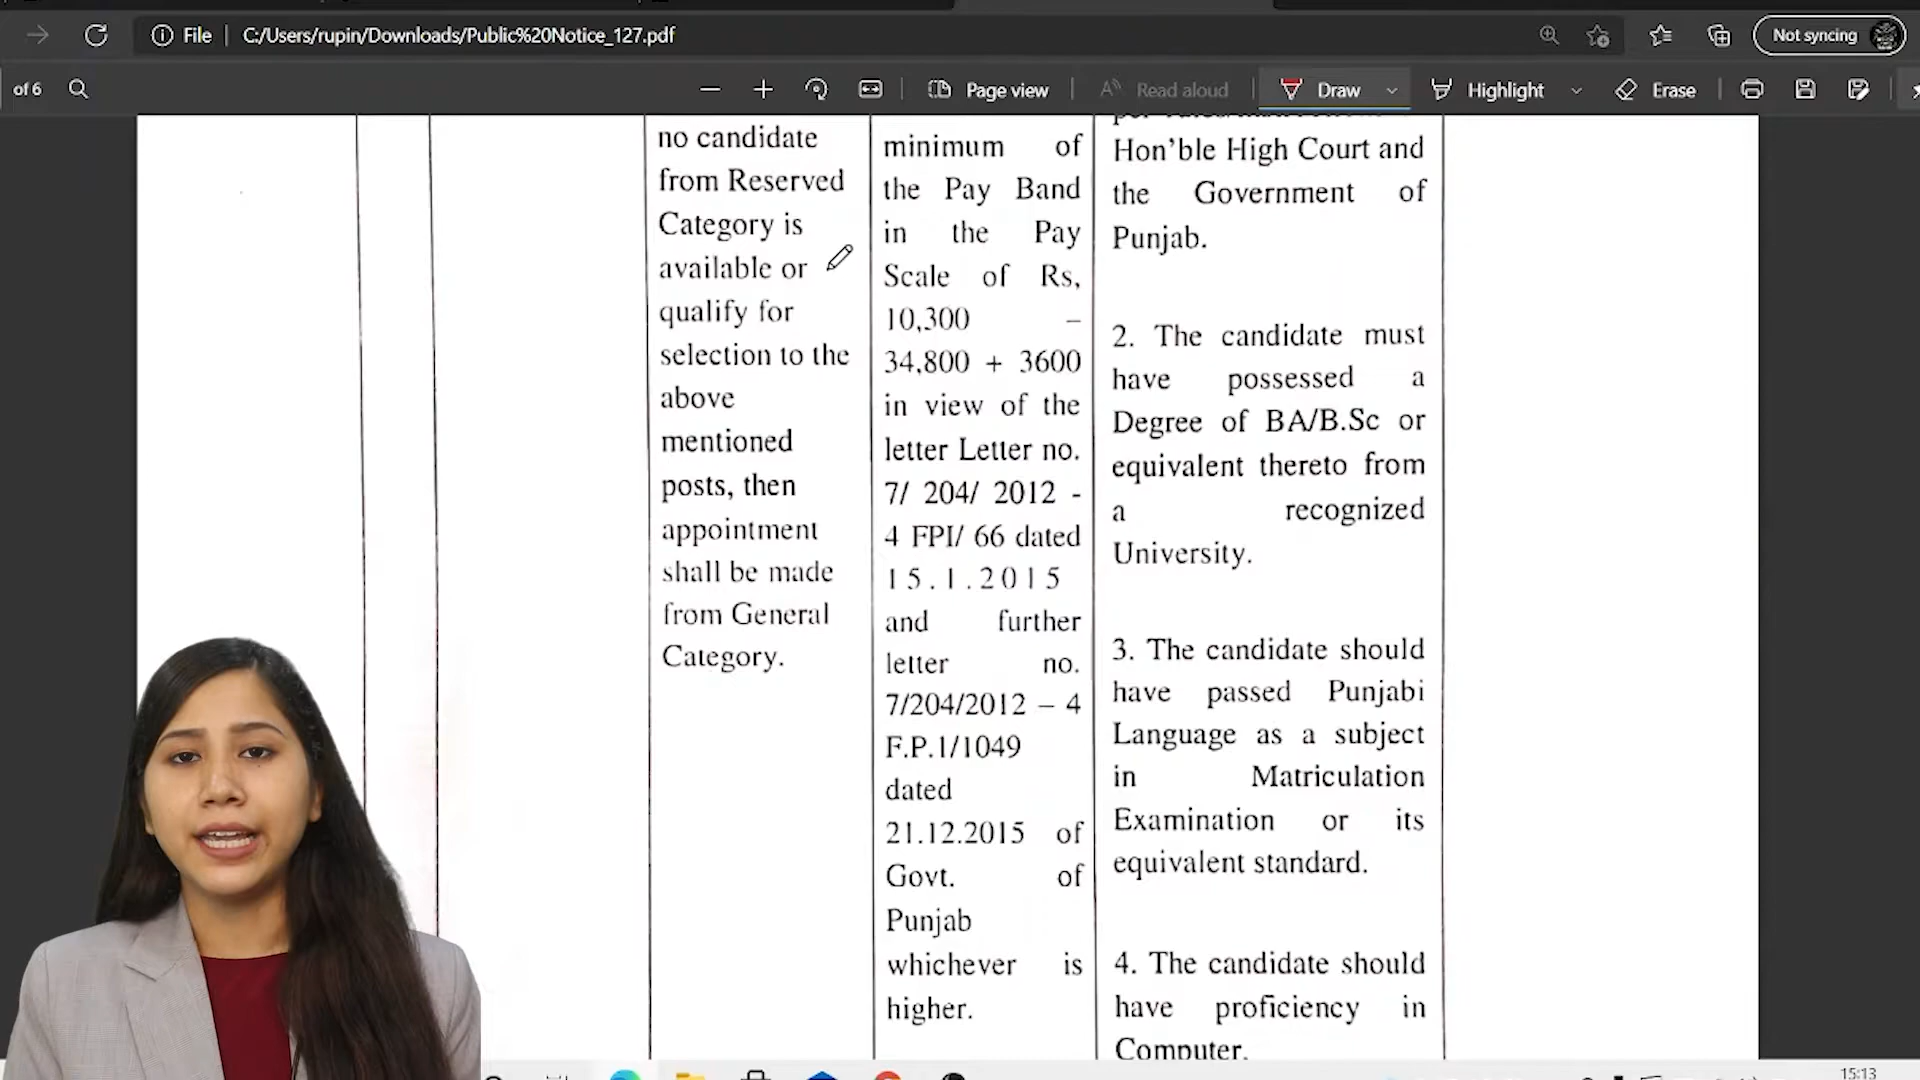 File C:/Users/rupin/Downloads/Public%20Notice_127.pdf Not syncing
of 6 Page view Read aloud Draw Highlight Erase
no candidate
from Reserved
Category is
available or
qualify for
selection to the
above
mentioned
posts, then
appointment
shall be made
from General
Category.
minimum of
the Pay Band
in the Pay
Scale of Rs,
10,300 –
34,800 + 3600
in view of the
letter Letter no.
7/ 204/ 2012 -
4 FPI/ 66 dated
15.1.2015
and further
letter no.
7/204/2012 – 4
F.P.1/1049
dated
21.12.2015 of
Govt. of
Punjab
whichever is
higher.
Hon'ble High Court and
the Government of
Punjab.
2. The candidate must
have possessed a
Degree of BA/B.Sc or
equivalent thereto from
a recognized
University.
3. The candidate should
have passed Punjabi
Language as a subject
in Matriculation
Examination or its
equivalent standard.
4. The candidate should
have proficiency in
Computer.
15:13